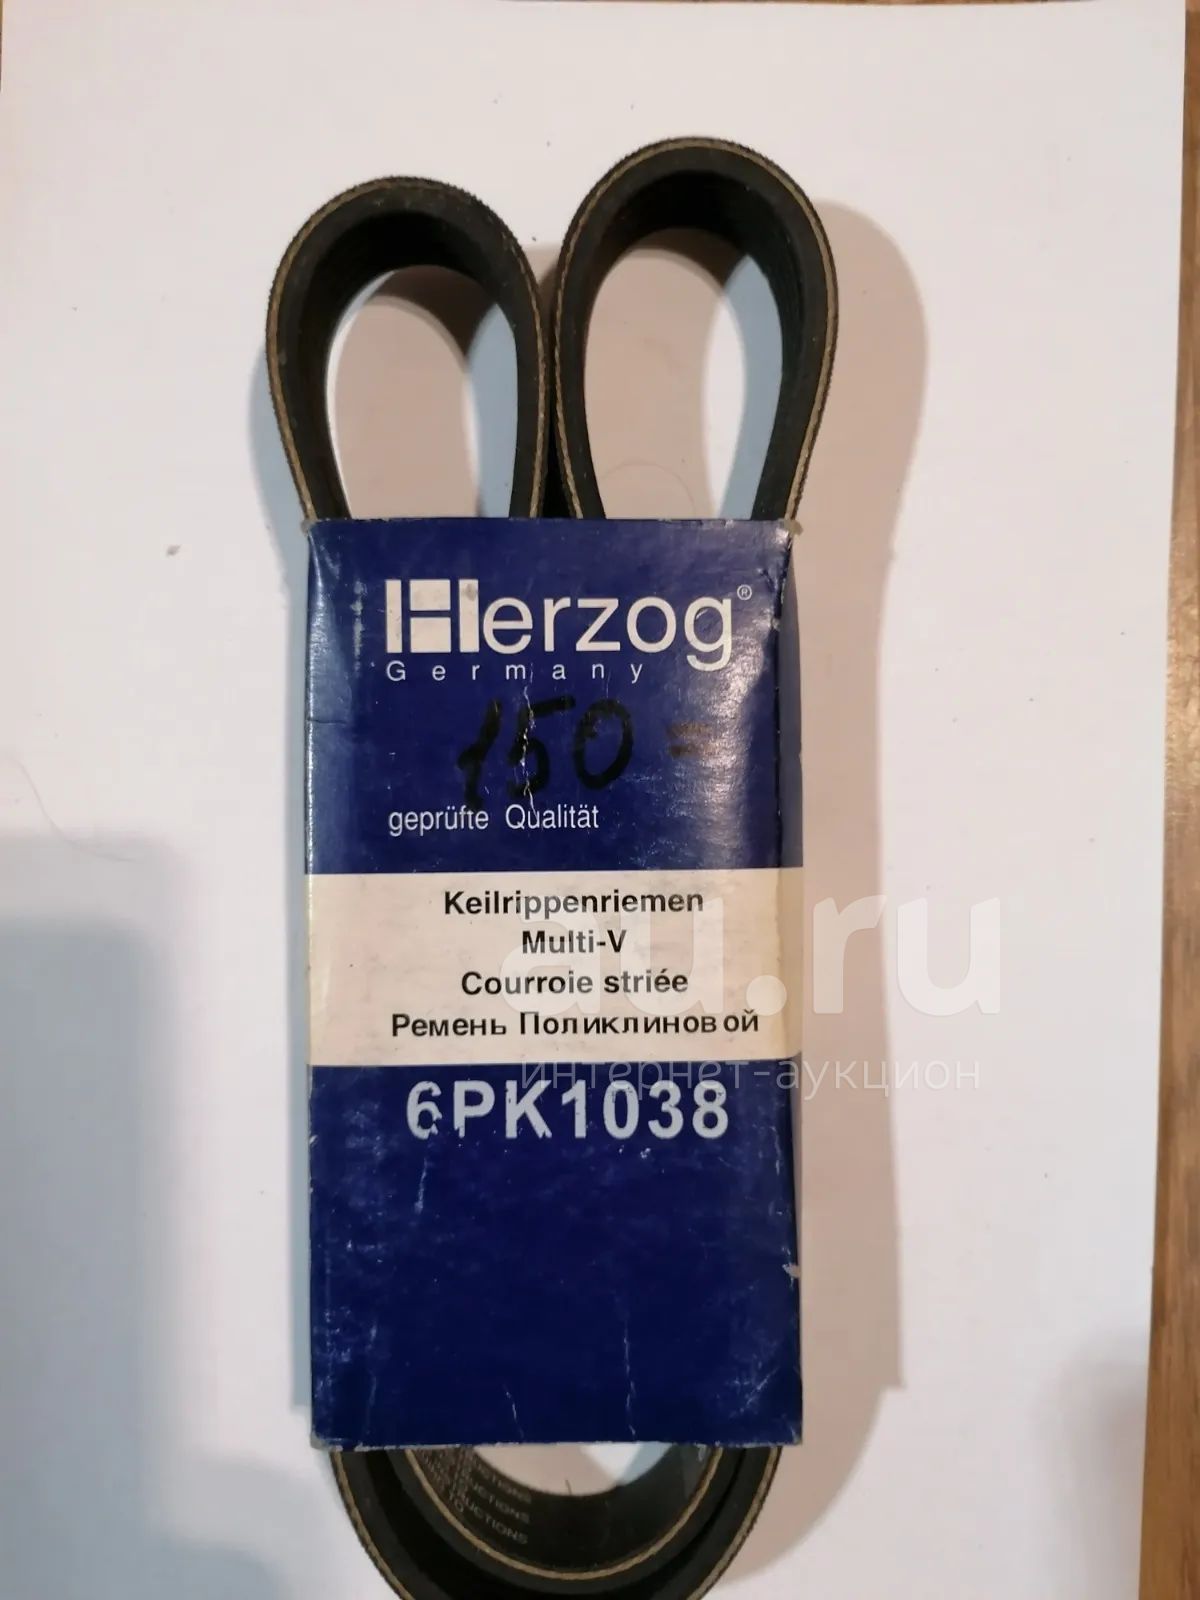 Herzog®
Germany
150 =
geprüfte Qualität
Keilrippenriemen
Multi-V
Courroie striée
Ремень Поликлиновой
au.ru
интернет-аукцион
6PK1038